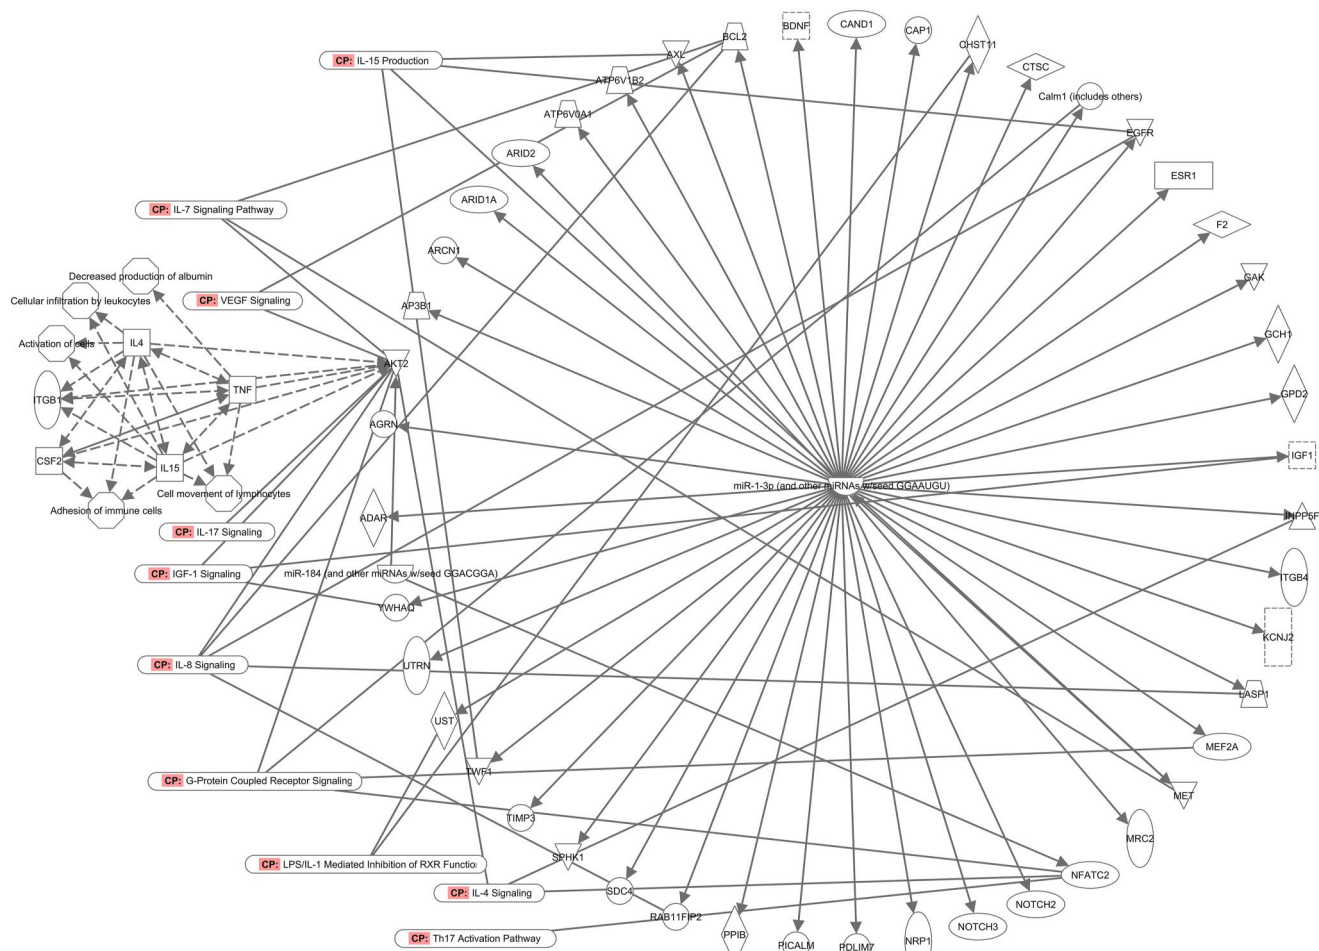 BDNF
CAND1
CAP1
CHST11
BCL2
AXL
CP: IL-15 Production
ATP6V1B2
CTSC
Calm1 (includes others)
ATP6V0A1
EGFR
ARID2
ESR1
ARID1A
CP: IL-7 Signaling Pathway
F2
ARCN1
Decreased production of albumin
GAK
Cellular infiltration by leukocytes
CP: VEGF Signaling
AP3B1
GCH1
Activation of cells
IL4
AKT2
TNF
ITGB1
GPD2
AGRN
IGF1
CSF2
IL15
miR-1-3p (and other miRNAs w/seed GGAAUGU)
Cell movement of lymphocytes
Adhesion of immune cells
ADAR
INPP5F
CP: IL-17 Signaling
CP: IGF-1 Signaling
miR-184 (and other miRNAs w/seed GGACGGA)
ITGB4
YWHAQ
KCNJ2
CP: IL-8 Signaling
UTRN
LASP1
UST
MEF2A
CP: G-Protein Coupled Receptor Signaling
TWF1
MET
TIMP3
MRC2
CP: LPS/IL-1 Mediated Inhibition of RXR Functio
SPHK1
NFATC2
CP: IL-4 Signaling
SDC4
NOTCH2
RAB11FIP2
NOTCH3
CP: Th17 Activation Pathway
PPIB
PICALM
PDLIM7
NRP1